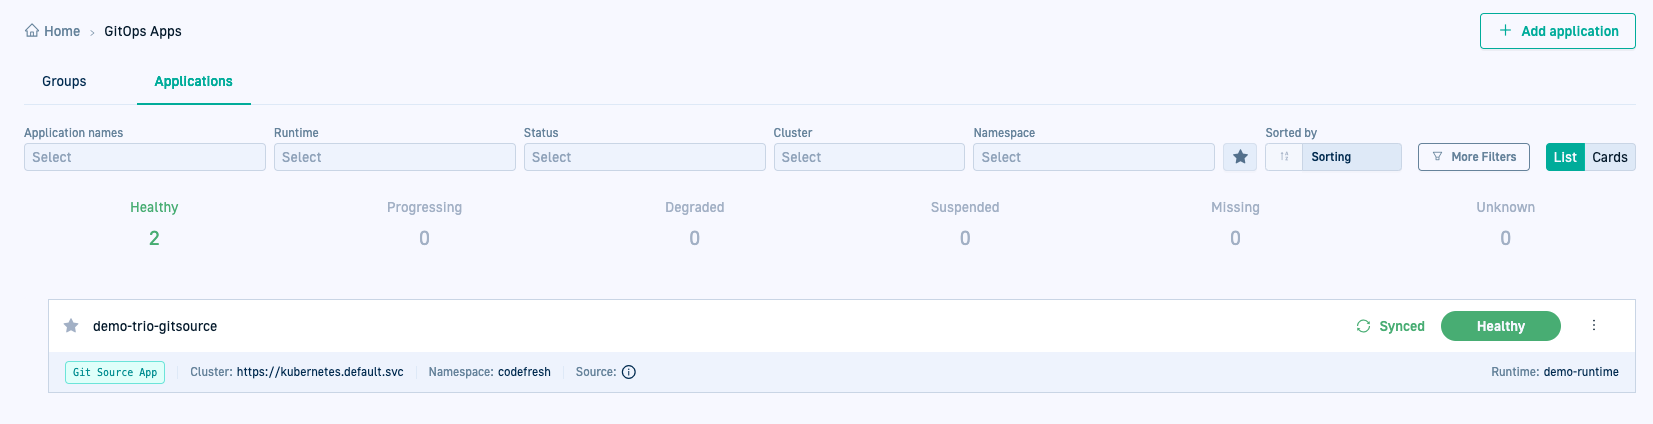 Home > GitOps Apps
+ Add application
Groups Applications
Application names Runtime Status Cluster Namespace Sorted by
Select Select Select Select Select Sorting More Filters List Cards
Healthy Progressing Degraded Suspended Missing Unknown
2 0 0 0 0 0
demo-trio-gitsource Synced Healthy
Git Source App Cluster: https://kubernetes.default.svc Namespace: codefresh Source: Runtime: demo-runtime